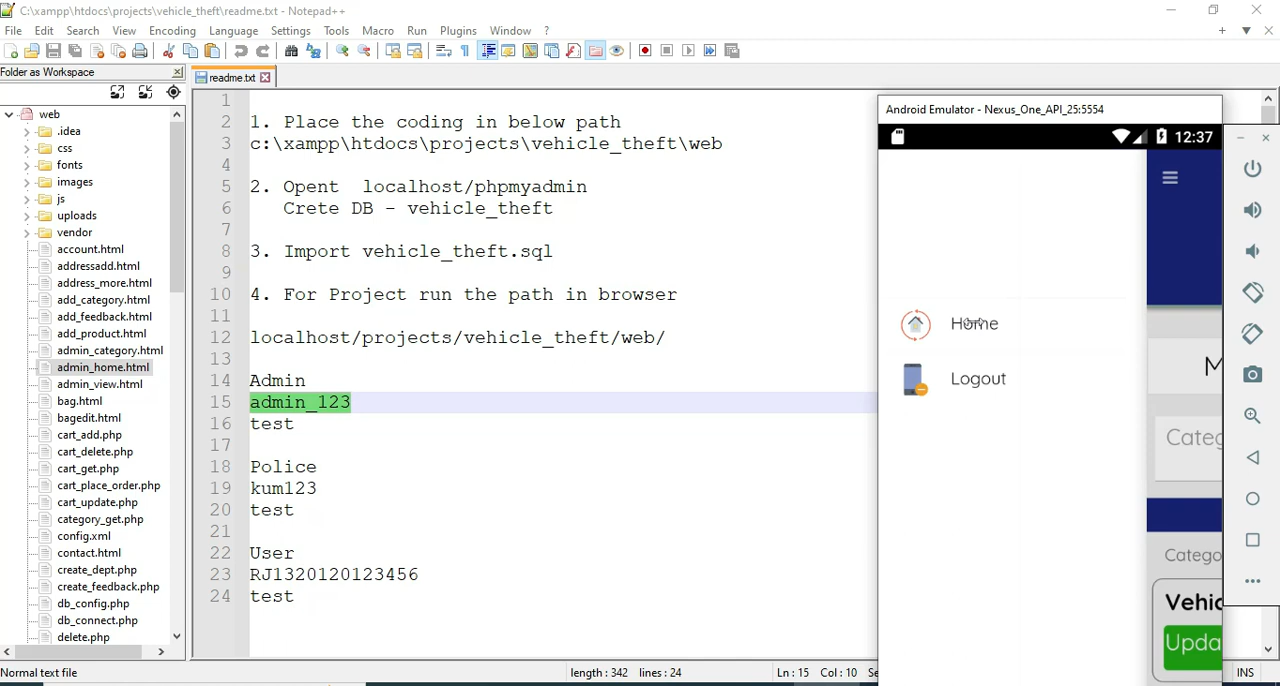 C:\xampp\htdocs\projects\vehicle_theft\readme.txt - Notepad++
File Edit Search View Encoding Language Settings Tools Macro Run Plugins Window ?
Folder as Workspace
readme.txt
web
.idea
css
fonts
images
js
uploads
vendor
account.html
addressadd.html
address_more.html
add_category.html
add_feedback.html
add_product.html
admin_category.html
admin_home.html
admin_view.html
bag.html
bagedit.html
cart_add.php
cart_delete.php
cart_get.php
cart_place_order.php
cart_update.php
category_get.php
config.xml
contact.html
create_dept.php
create_feedback.php
db_config.php
db_connect.php
delete.php
1
2 1. Place the coding in below path
3 c:\xampp\htdocs\projects\vehicle_theft\web
4
5 2. Opent  localhost/phpmyadmin
6    Crete DB - vehicle_theft
7
8 3. Import vehicle_theft.sql
9
10 4. For Project run the path in browser
11
12 localhost/projects/vehicle_theft/web/
13
14 Admin
15 admin_123
16 test
17
18 Police
19 kum123
20 test
21
22 User
23 RJ1320120123456
24 test
Android Emulator - Nexus_One_API_25:5554
12:37
Home
Logout
M
Categ
Catego
Vehic
Upda
Normal text file length : 342 lines : 24 Ln : 15 Col : 10 Se INS